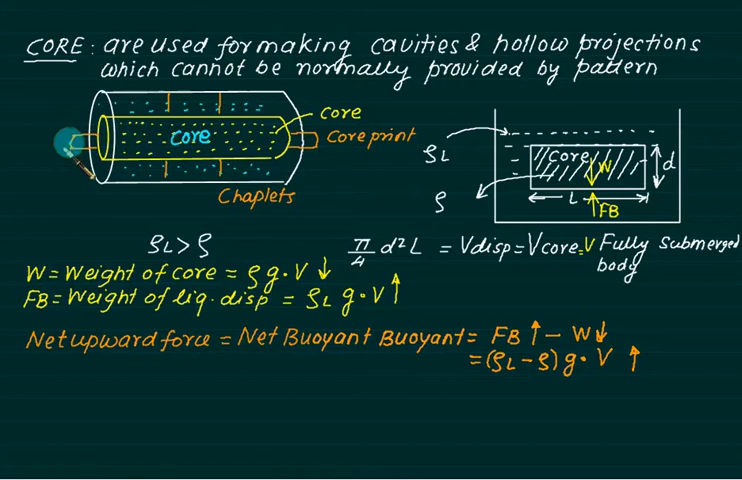 CORE : are used for making cavities & hollow projections
which cannot be normally provided by pattern
core
core
Core print
Chaplets
ρL
ρ
core
W
d
L
FB
ρL > ρ
π/4 d² L = Vdisp = Vcore = V Fully submerged
body
W = Weight of core = ρ g · V ↓
FB = Weight of liq. disp = ρL g · V ↑
Net upward force = Net Buoyant Buoyant = FB ↑ − W ↓
= (ρL − ρ) g · V ↑